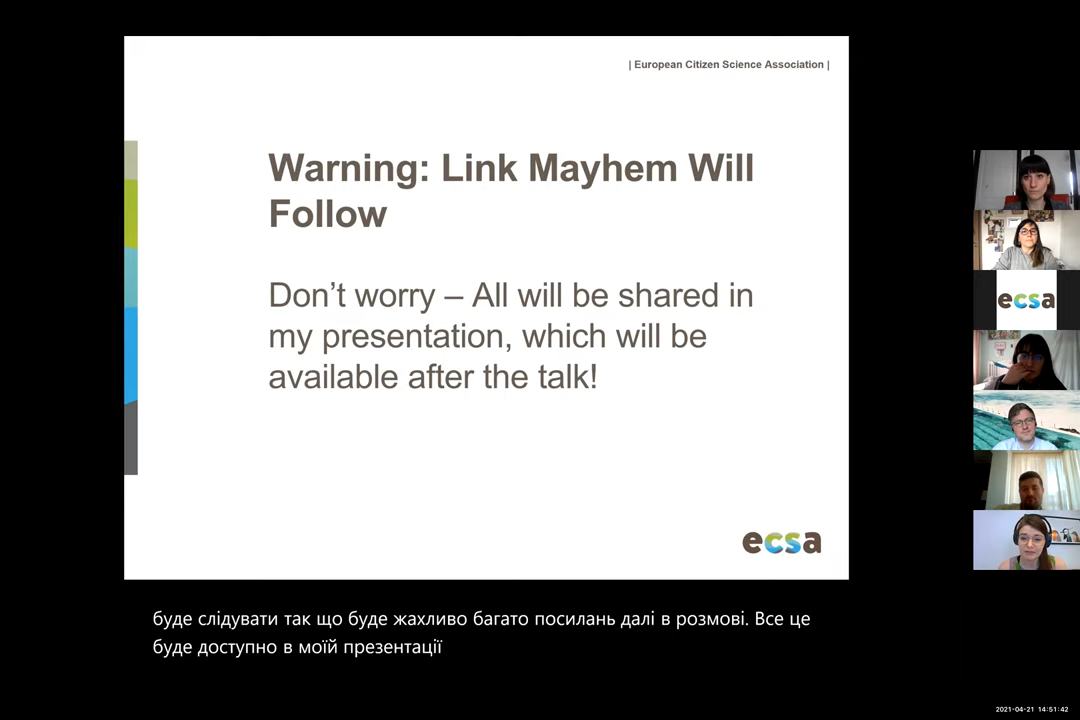 | European Citizen Science Association |
Warning: Link Mayhem Will
Follow
Don’t worry – All will be shared in
my presentation, which will be
available after the talk!
ecsa
ecsa
буде слідувати так що буде жахливо багато посилань далі в розмові. Все це
буде доступно в моїй презентації
2021-04-21 14:51:42